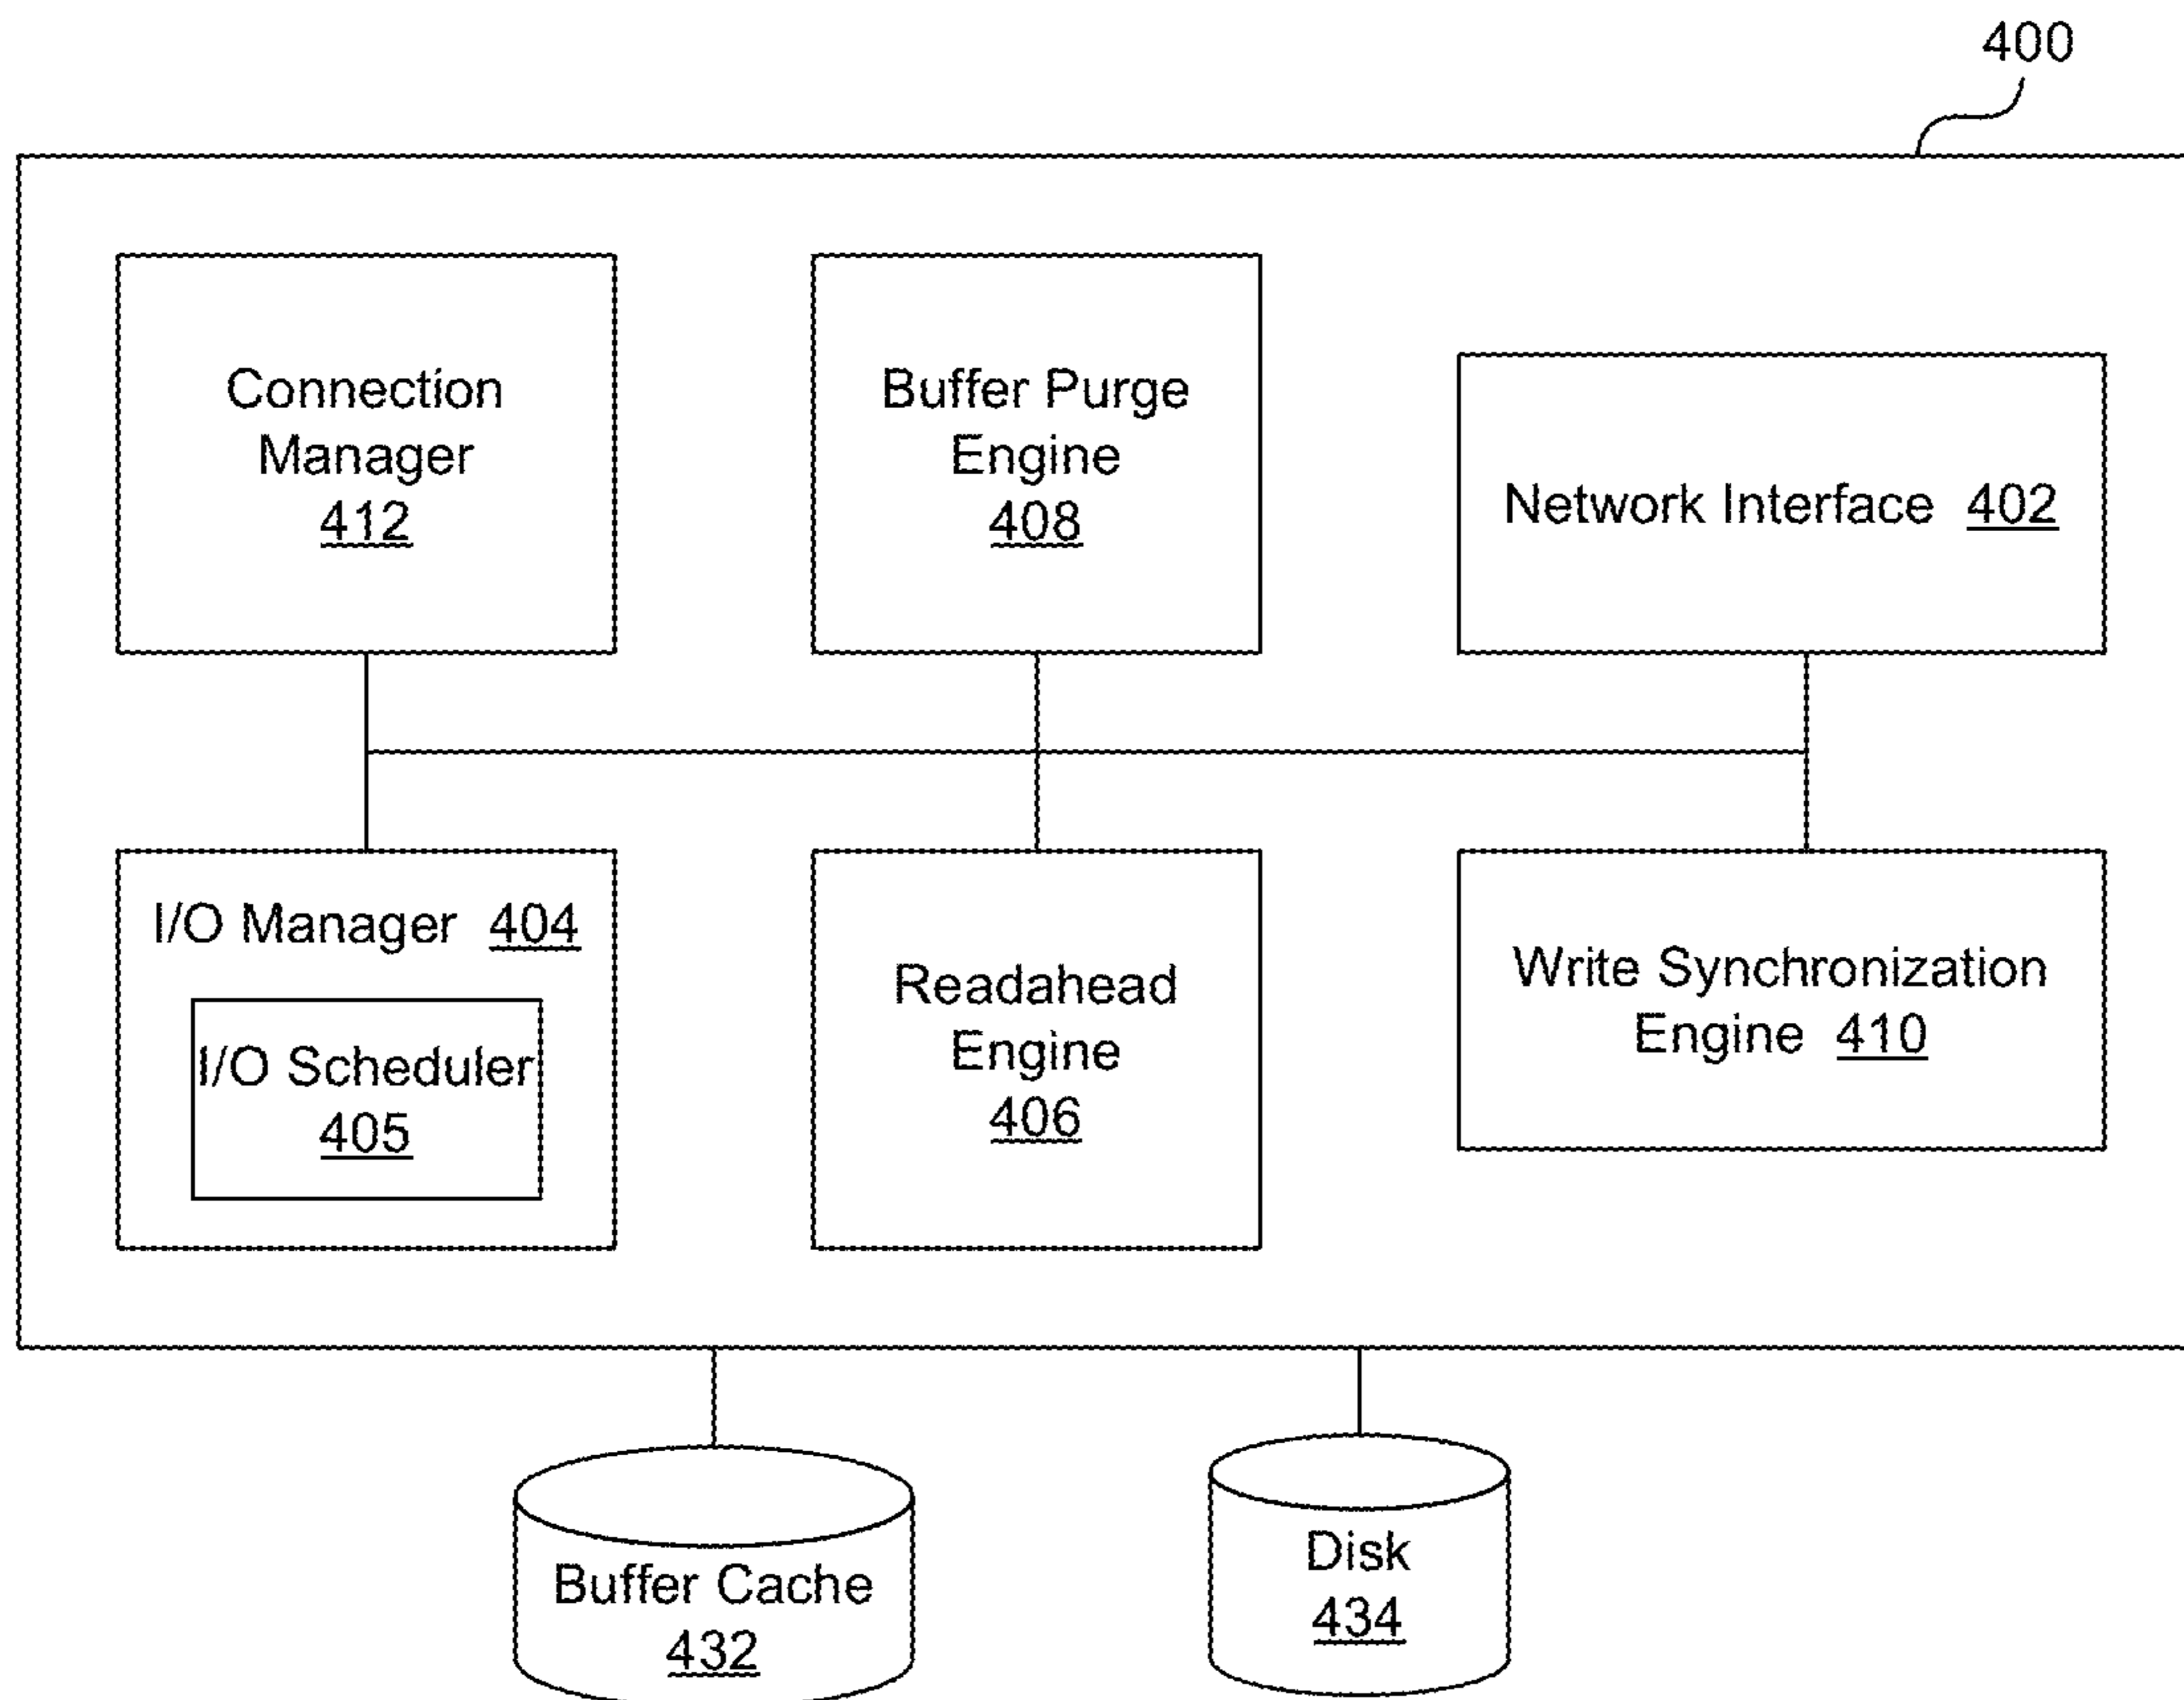 400
Connection
Manager
412
Buffer Purge
Engine
408
Network Interface 402
I/O Manager 404
I/O Scheduler
405
Readahead
Engine
406
Write Synchronization
Engine 410
Buffer Cache
432
Disk
434